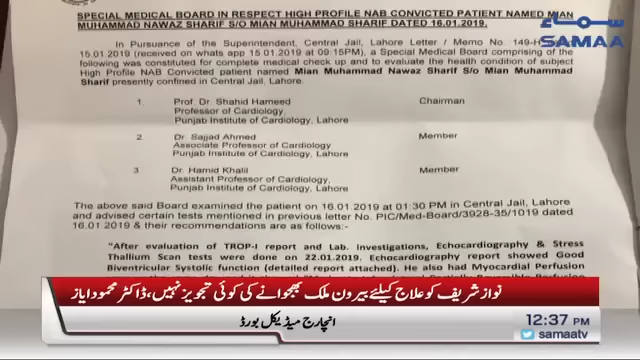 SPECIAL MEDICAL BOARD IN RESPECT HIGH PROFILE NAB CONVICTED PATIENT NAMED MIAN
MUHAMMAD NAWAZ SHARIF S/O MIAN MUHAMMAD SHARIF DATED 16.01.2019.
سماء
SAMAA
In Pursuance of the Superintendent, Central Jail, Lahore Letter / Memo No. 149-H
15.01.2019 (received on whats app 15.01.2019 at 09:15PM), a Special Medical Board comprising of the
following was constituted for complete medical check up and to evaluate the health condition of subject
High Profile NAB Convicted patient named Mian Muhammad Nawaz Sharif S/o Mian Muhammad
Sharif presently confined in Central Jail, Lahore.
1. Prof. Dr. Shahid Hameed Chairman
Professor of Cardiology,
Punjab Institute of Cardiology, Lahore
2. Dr. Sajjad Ahmed Member
Associate Professor of Cardiology
Punjab Institute of Cardiology, Lahore
3 Dr. Hamid Khalil Member
Assistant Professor of Cardiology,
Punjab Institute of Cardiology, Lahore
The above said Board examined the patient on 16.01.2019 at 01:30 PM in Central Jail, Lahore
and advised certain tests mentioned in previous letter No. PIC/Med-Board/3928-35/1019 dated
16.01.2019 & their recommendations are as follows:-
"After evaluation of TROP-I report and Lab. investigations, Echocardiography & Stress
Thallium Scan tests were done on 22.01.2019. Echocardiography report showed Good
Biventricular Systolic function (detailed report attached). He also had Myocardial Perfusion
نواز شریف کو علاج کیلئے بیرون ملک بھجوانے کی کوئی تجویز نہیں، ڈاکٹر محمود ایاز
انچارج میڈیکل بورڈ
12:37 PM
samaatv